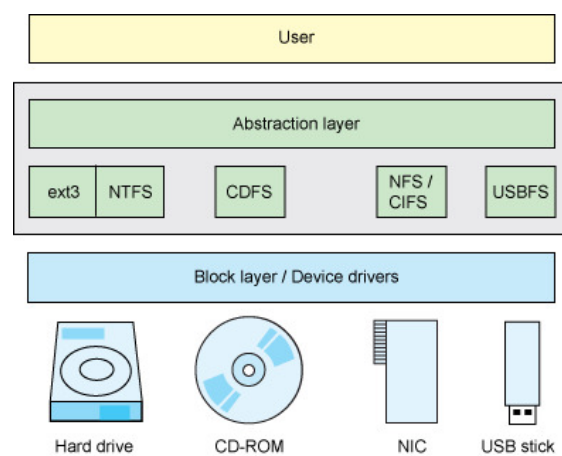 User
Abstraction layer
ext3 NTFS CDFS NFS /
CIFS USBFS
Block layer / Device drivers
Hard drive CD-ROM NIC USB stick